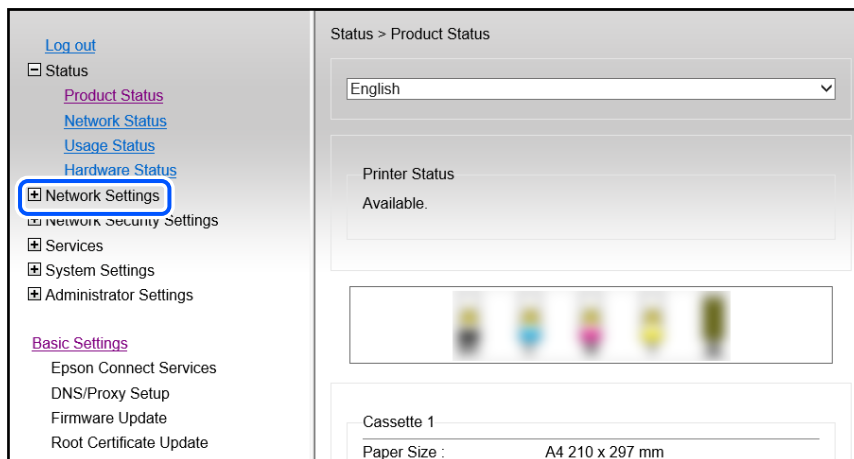 Log out
Status
Product Status
Network Status
Usage Status
Hardware Status
Network Settings
Network Security Settings
Services
System Settings
Administrator Settings
Basic Settings
Epson Connect Services
DNS/Proxy Setup
Firmware Update
Root Certificate Update
Status > Product Status
English
Printer Status
Available.
Cassette 1
Paper Size : A4 210 x 297 mm